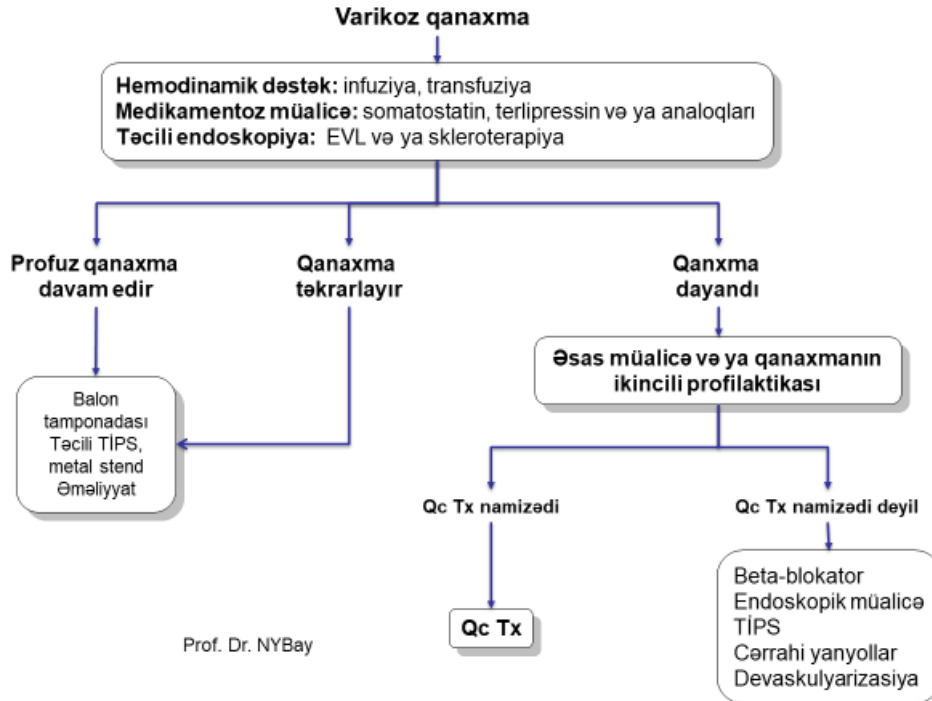 Varikoz qanaxma
Hemodinamik dəstək: infuziya, transfuziya
Medikamentoz müalicə: somatostatin, terlipressin və ya analoqları
Təcili endoskopiya: EVL və ya skleroterapiya
Profuz qanaxma
davam edir
Qanaxma
təkrarlayır
Qanxma
dayandı
Balon
tamponadası
Təcili TİPS,
metal stend
Əməliyyat
Əsas müalicə və ya qanaxmanın
ikincili profilaktikası
Qc Tx namizədi
Qc Tx namizədi deyil
Qc Tx
Beta-blokator
Endoskopik müalicə
TİPS
Cərrahi yanyollar
Devaskulyarizasiya
Prof. Dr. NYBay